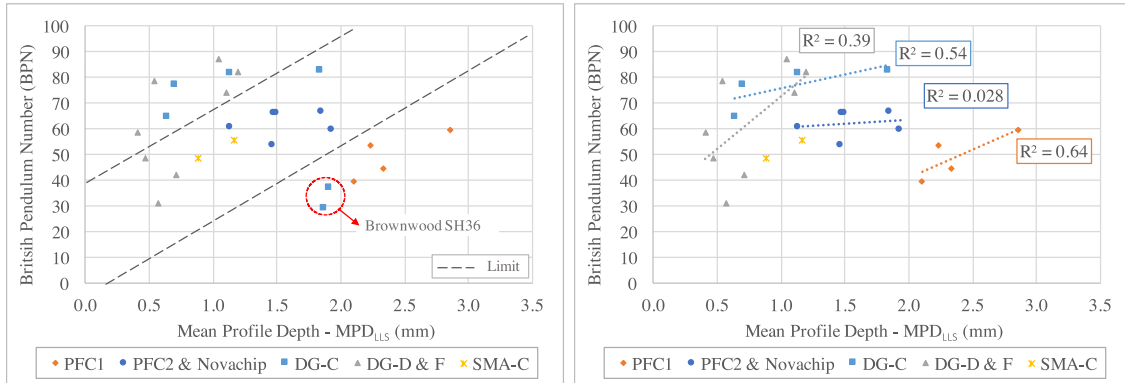 100
90
80
70
60
50
40
30
20
10
0
Britsih Pendulum Number (BPN)
Brownwood SH36
Limit
0.0 0.5 1.0 1.5 2.0 2.5 3.0 3.5
Mean Profile Depth - MPDLLS (mm)
PFC1 PFC2 & Novachip DG-C DG-D & F SMA-C
100
90
80
70
60
50
40
30
20
10
0
British Pendulum Number (BPN)
R² = 0.39
R² = 0.54
R² = 0.028
R² = 0.64
0.0 0.5 1.0 1.5 2.0 2.5 3.0 3.5
Mean Profile Depth - MPDLLS (mm)
PFC1 PFC2 & Novachip DG-C DG-D & F SMA-C